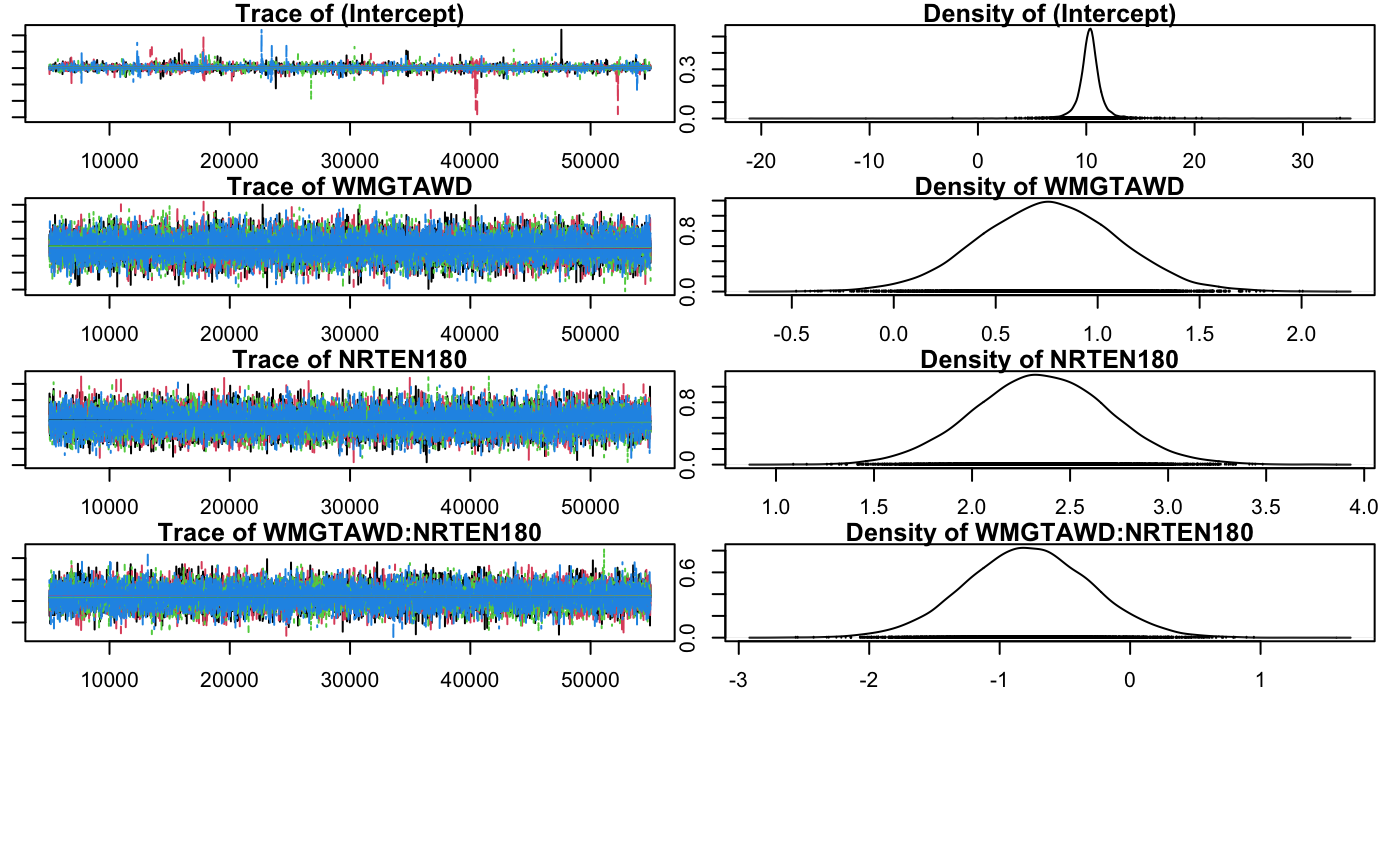 Trace of (Intercept) Density of (Intercept)
0.0 0.3
10000 20000 30000 40000 50000 -20 -10 0 10 20 30
Trace of WMGTAWD Density of WMGTAWD
0.0 0.8
10000 20000 30000 40000 50000 -0.5 0.0 0.5 1.0 1.5 2.0
Trace of NRTEN180 Density of NRTEN180
0.0 0.8
10000 20000 30000 40000 50000 1.0 1.5 2.0 2.5 3.0 3.5 4.0
Trace of WMGTAWD:NRTEN180 Density of WMGTAWD:NRTEN180
0.0 0.6
10000 20000 30000 40000 50000 -3 -2 -1 0 1